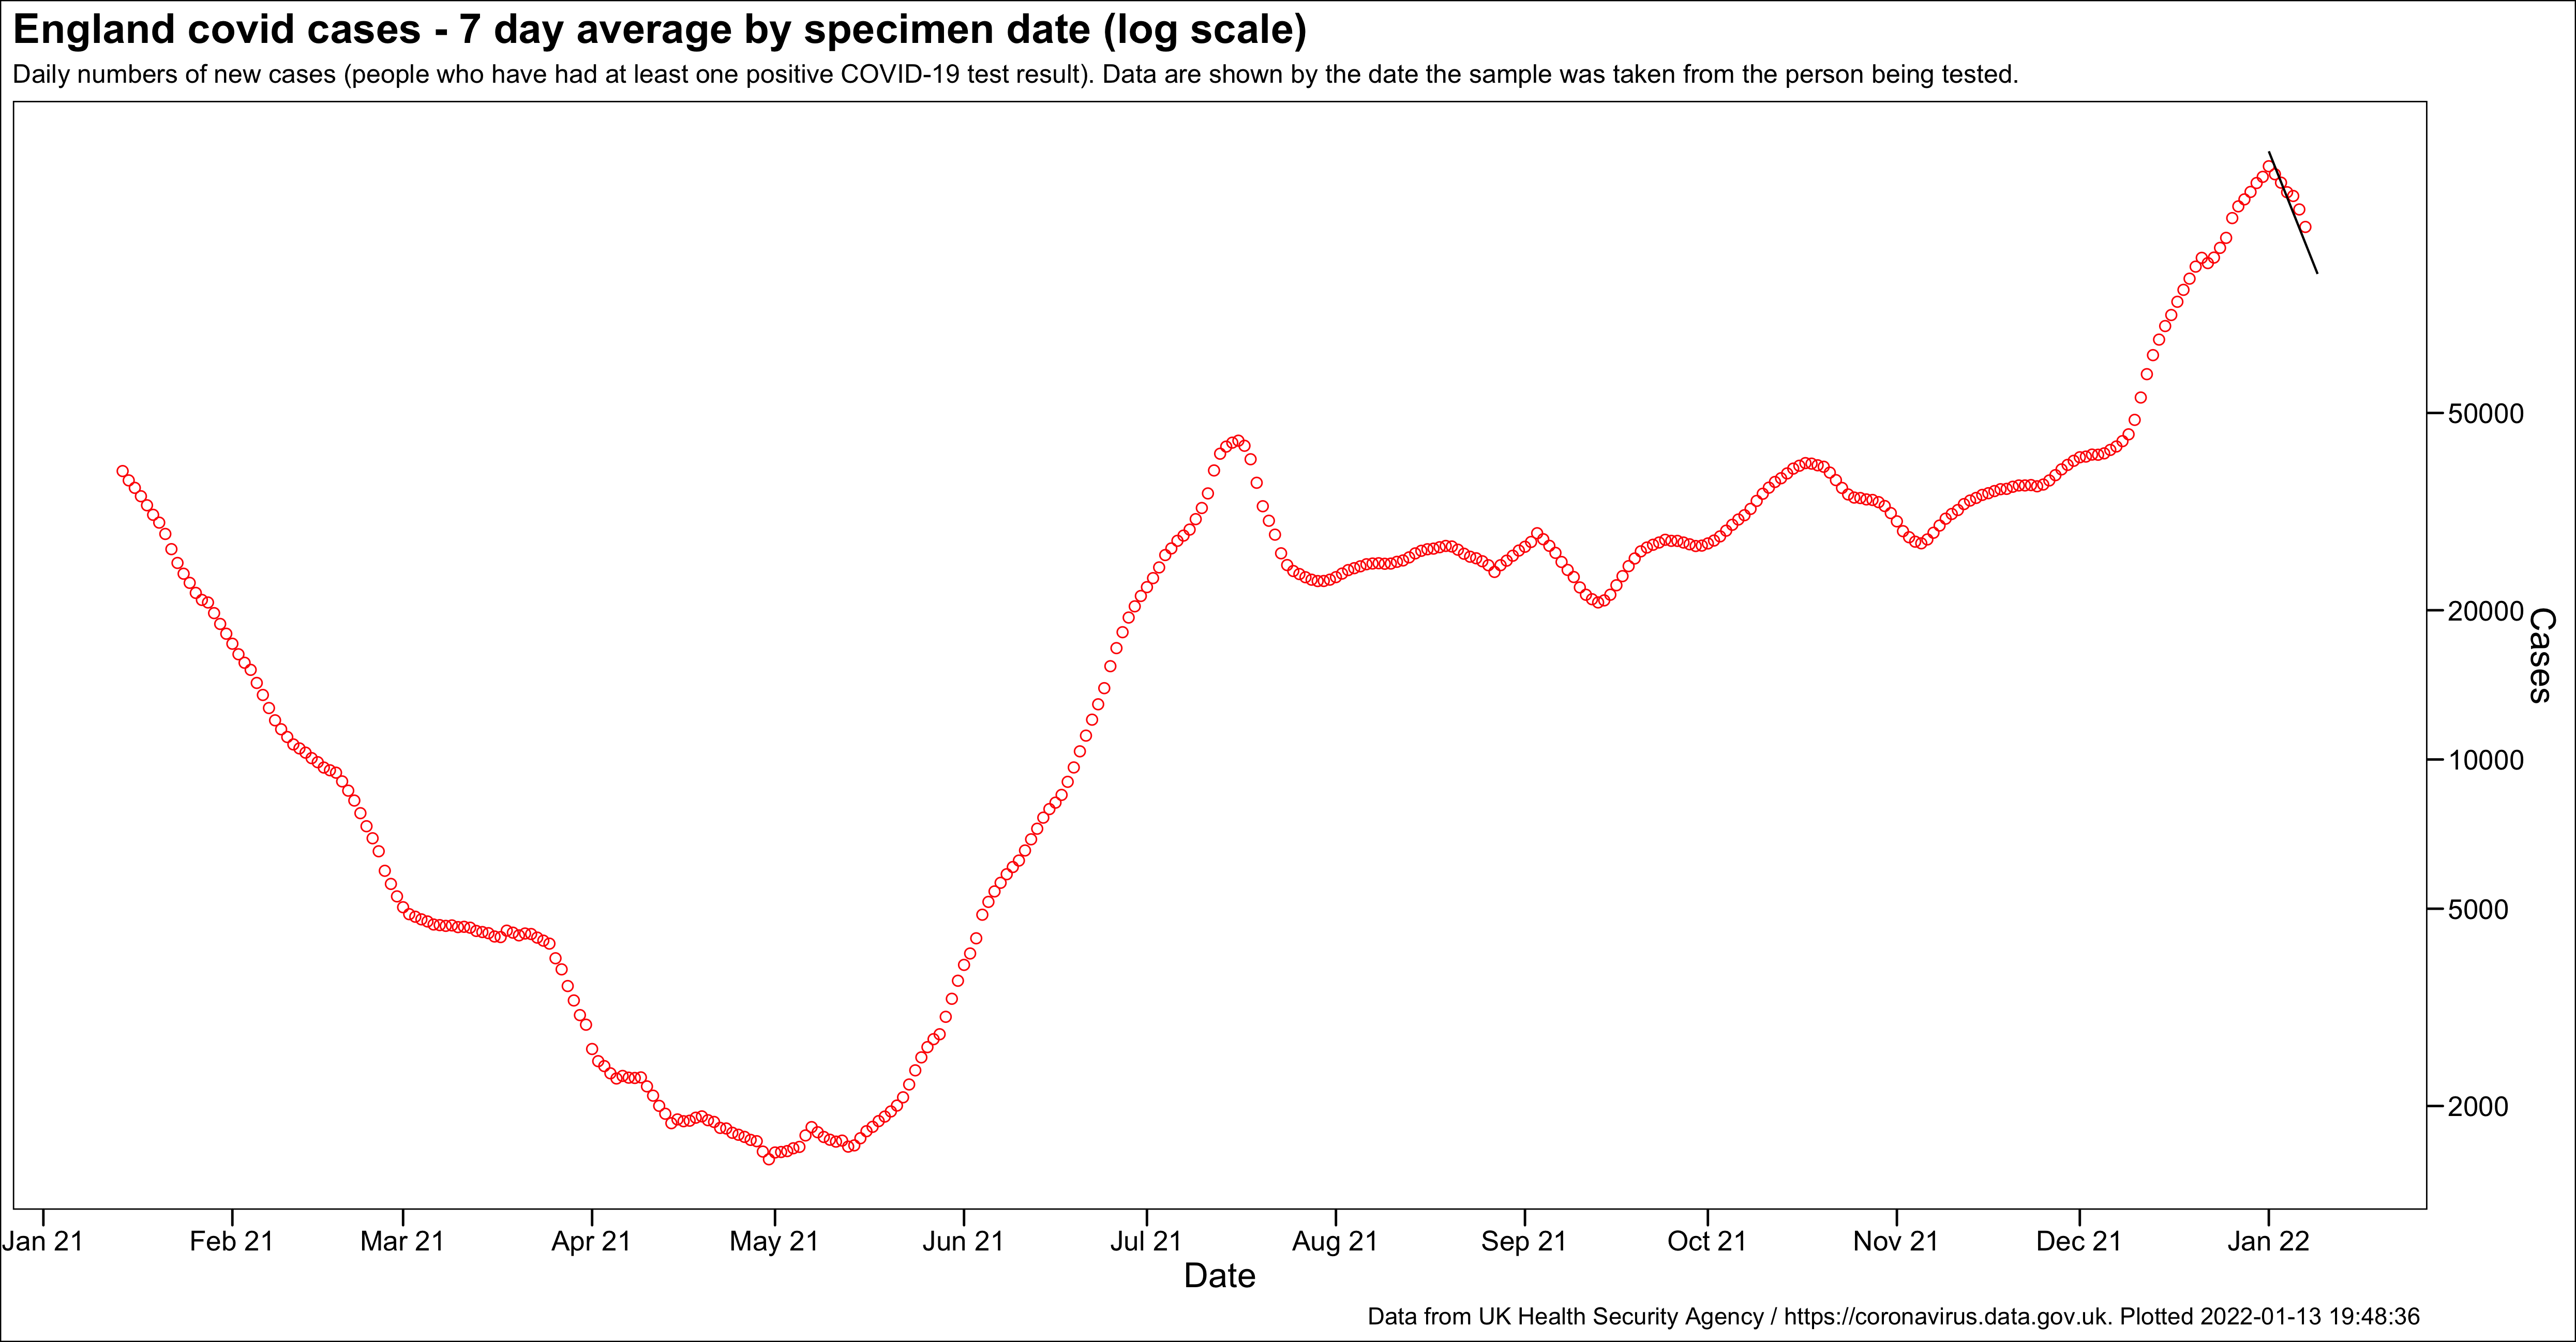 England covid cases - 7 day average by specimen date (log scale)
Daily numbers of new cases (people who have had at least one positive COVID-19 test result). Data are shown by the date the sample was taken from the person being tested.
50000
20000
10000
5000
2000
Cases
Jan 21 Feb 21 Mar 21 Apr 21 May 21 Jun 21 Jul 21 Aug 21 Sep 21 Oct 21 Nov 21 Dec 21 Jan 22
Date
Data from UK Health Security Agency / https://coronavirus.data.gov.uk. Plotted 2022-01-13 19:48:36